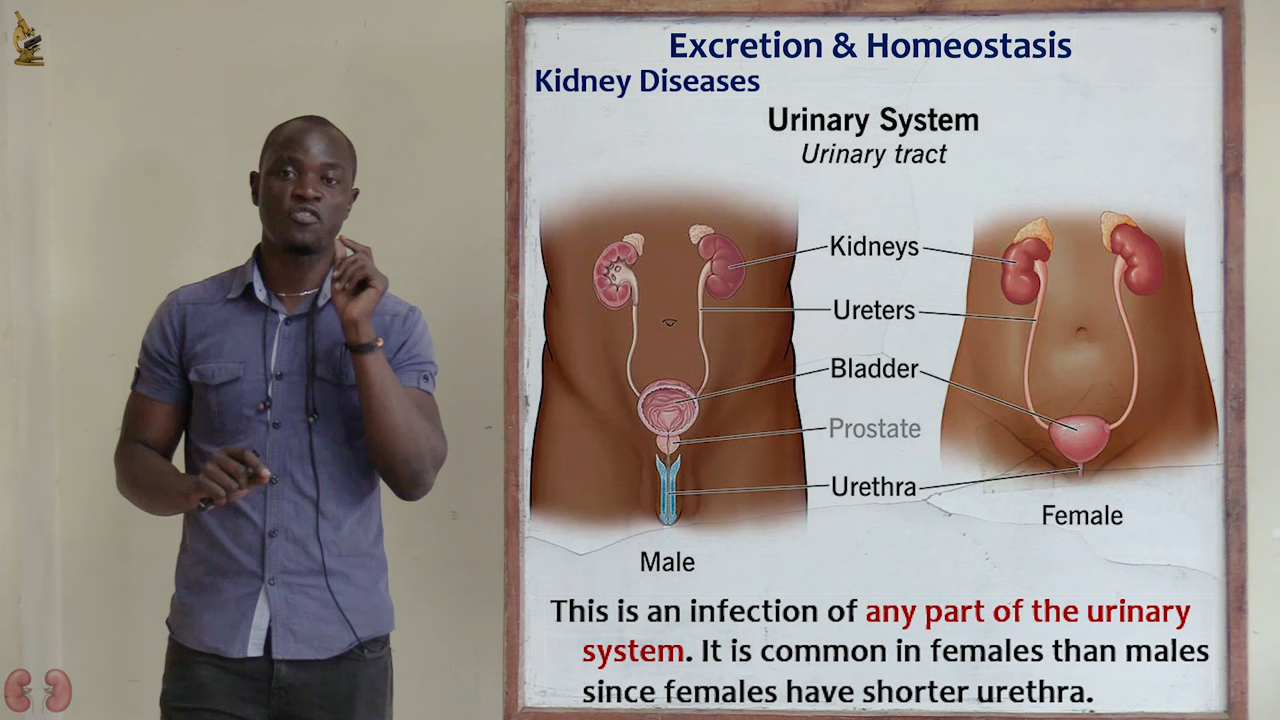 Excretion & Homeostasis
Kidney Diseases
Urinary System
Urinary tract
Kidneys
Ureters
Bladder
Prostate
Urethra
Female
Male
This is an infection of any part of the urinary
system. It is common in females than males
since females have shorter urethra.